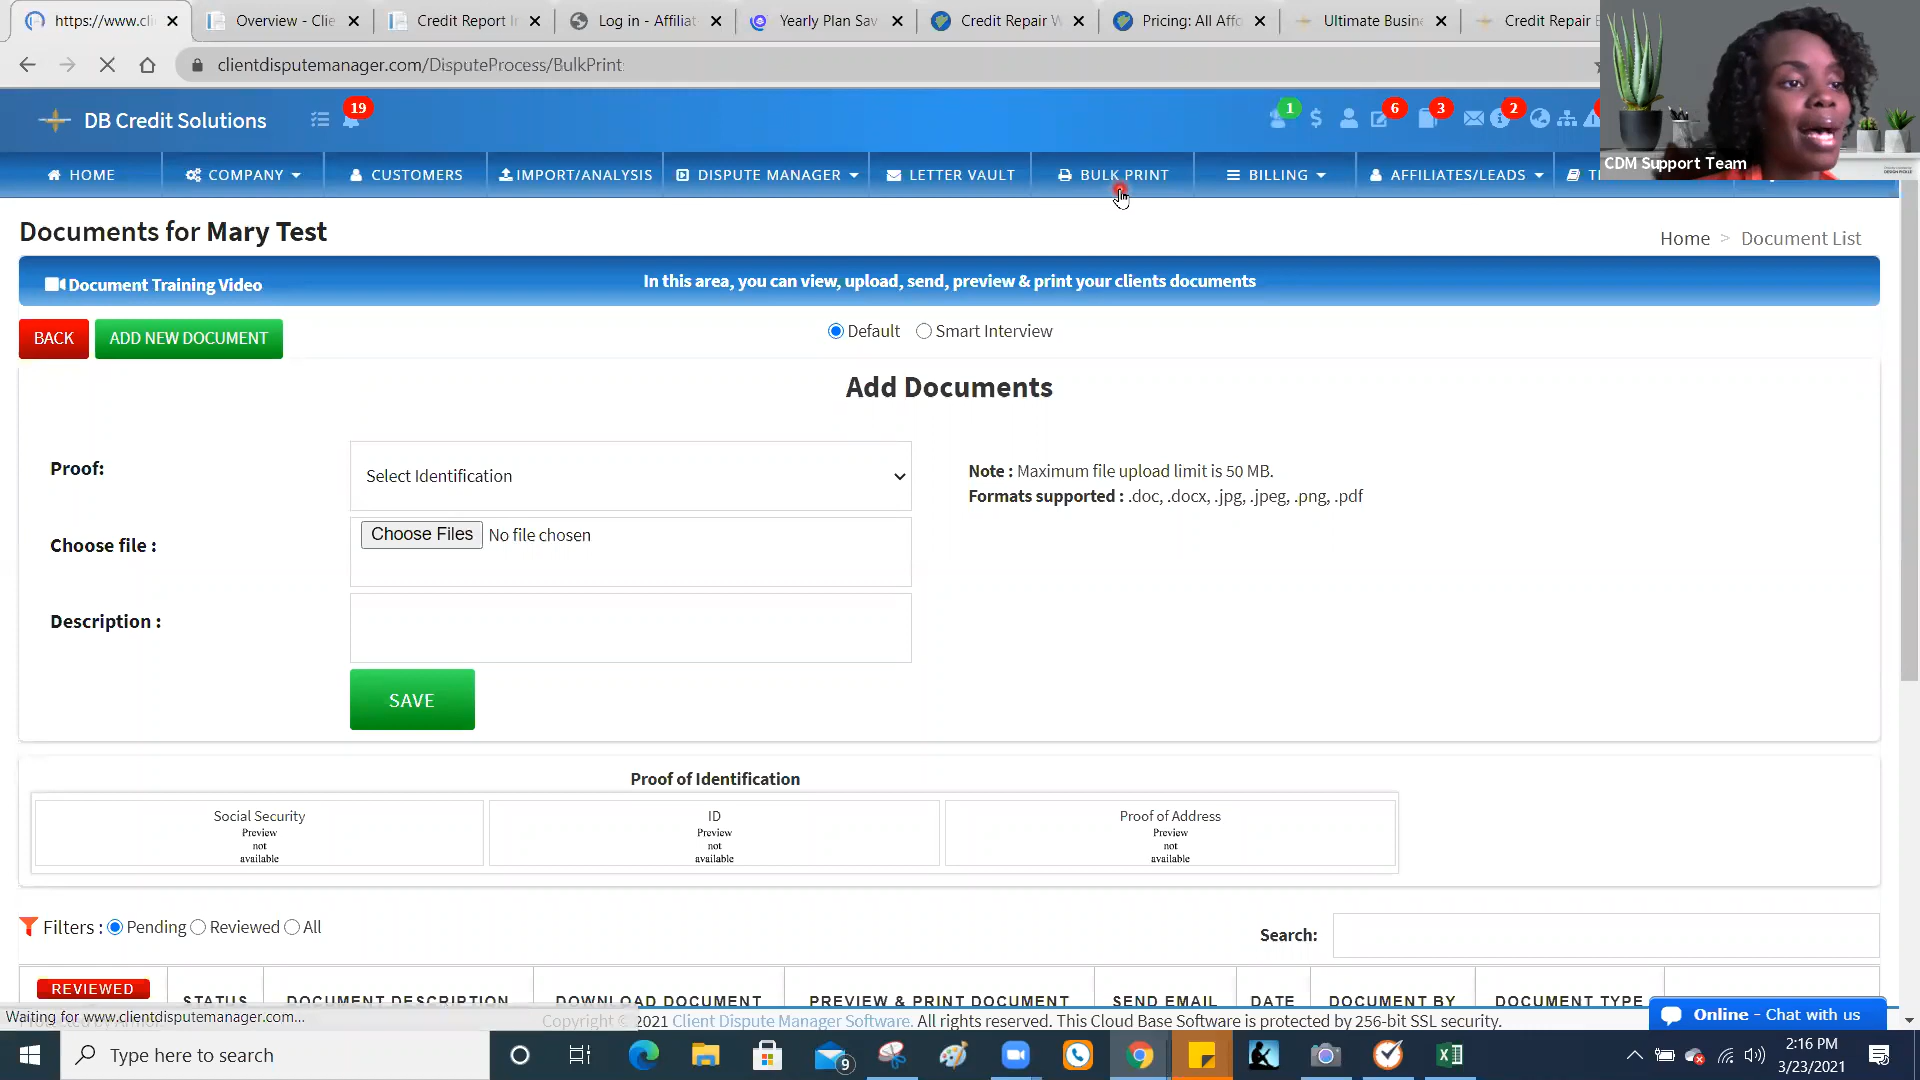 https://www.cli
Overview - Clie
Credit Report I
Log in - Affiliat
Yearly Plan Sav
Credit Repair W
Pricing: All Affo
Ultimate Busine
Credit Repair
clientdisputemanager.com/DisputeProcess/BulkPrint
DB Credit Solutions
19
1
6
3
2
CDM Support Team
HOME
COMPANY
CUSTOMERS
IMPORT/ANALYSIS
DISPUTE MANAGER
LETTER VAULT
BULK PRINT
BILLING
AFFILIATES/LEADS
Documents for Mary Test
Home > Document List
Document Training Video
In this area, you can view, upload, send, preview & print your clients documents
BACK
ADD NEW DOCUMENT
Default
Smart Interview
Add Documents
Proof:
Select Identification
Note : Maximum file upload limit is 50 MB.
Formats supported : .doc, .docx, .jpg, .jpeg, .png, .pdf
Choose file :
Choose Files No file chosen
Description :
SAVE
Proof of Identification
Social Security
Preview
not
available
ID
Preview
not
available
Proof of Address
Preview
not
available
Filters : Pending Reviewed All
Search:
REVIEWED
STATUS
DOCUMENT DESCRIPTION
DOWNLOAD DOCUMENT
PREVIEW & PRINT DOCUMENT
SEND EMAIL
DATE
DOCUMENT BY
DOCUMENT TYPE
Waiting for www.clientdisputemanager.com...
Copyright © 2021 Client Dispute Manager Software. All rights reserved. This Cloud Base Software is protected by 256-bit SSL security.
Online - Chat with us
Type here to search
9
2:16 PM
3/23/2021